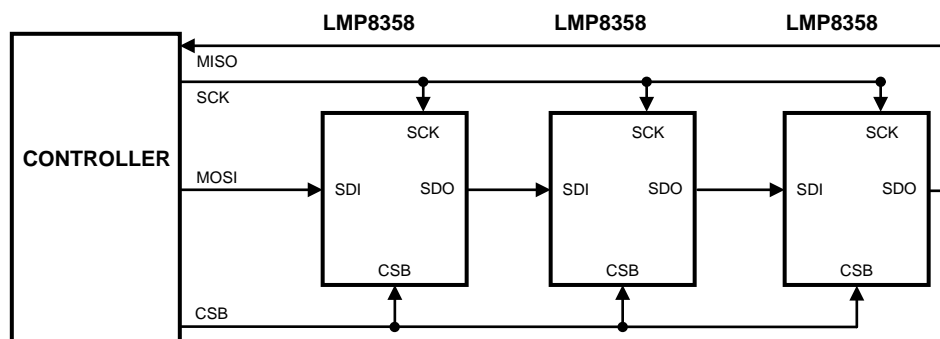 LMP8358 LMP8358 LMP8358
MISO
SCK
SCK SCK SCK
CONTROLLER
MOSI
SDI SDO SDI SDO SDI SDO
CSB CSB CSB
CSB